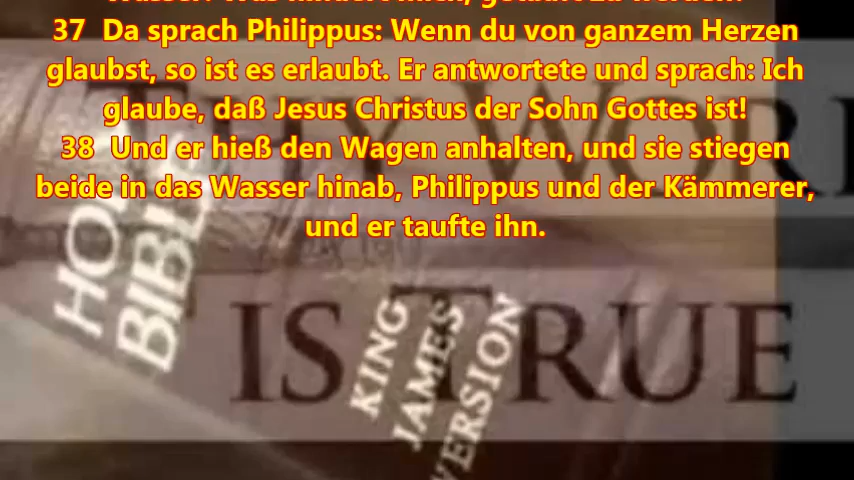 37 Da sprach Philippus: Wenn du von ganzem Herzen
glaubst, so ist es erlaubt. Er antwortete und sprach: Ich
glaube, daß Jesus Christus der Sohn Gottes ist!
38 Und er hieß den Wagen anhalten, und sie stiegen
beide in das Wasser hinab, Philippus und der Kämmerer,
und er taufte ihn.
HOLY
BIBLE
IS TRUE
KING
JAMES
VERSION